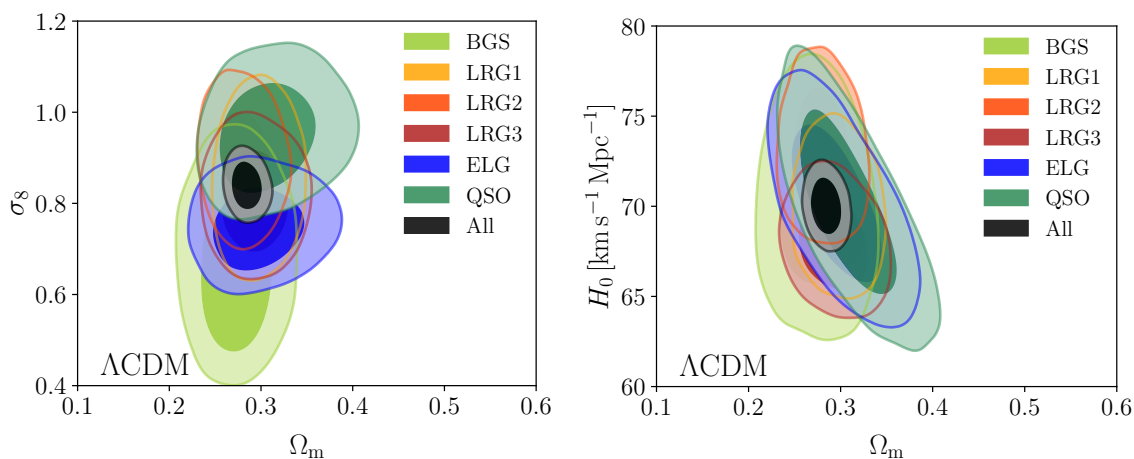 1.2
1.0
0.8
0.6
0.4
σ₈
BGS
LRG1
LRG2
LRG3
ELG
QSO
All
ΛCDM
0.1 0.2 0.3 0.4 0.5 0.6
Ωₘ
80
75
70
65
60
H₀ [km s⁻¹ Mpc⁻¹]
BGS
LRG1
LRG2
LRG3
ELG
QSO
All
ΛCDM
0.1 0.2 0.3 0.4 0.5 0.6
Ωₘ